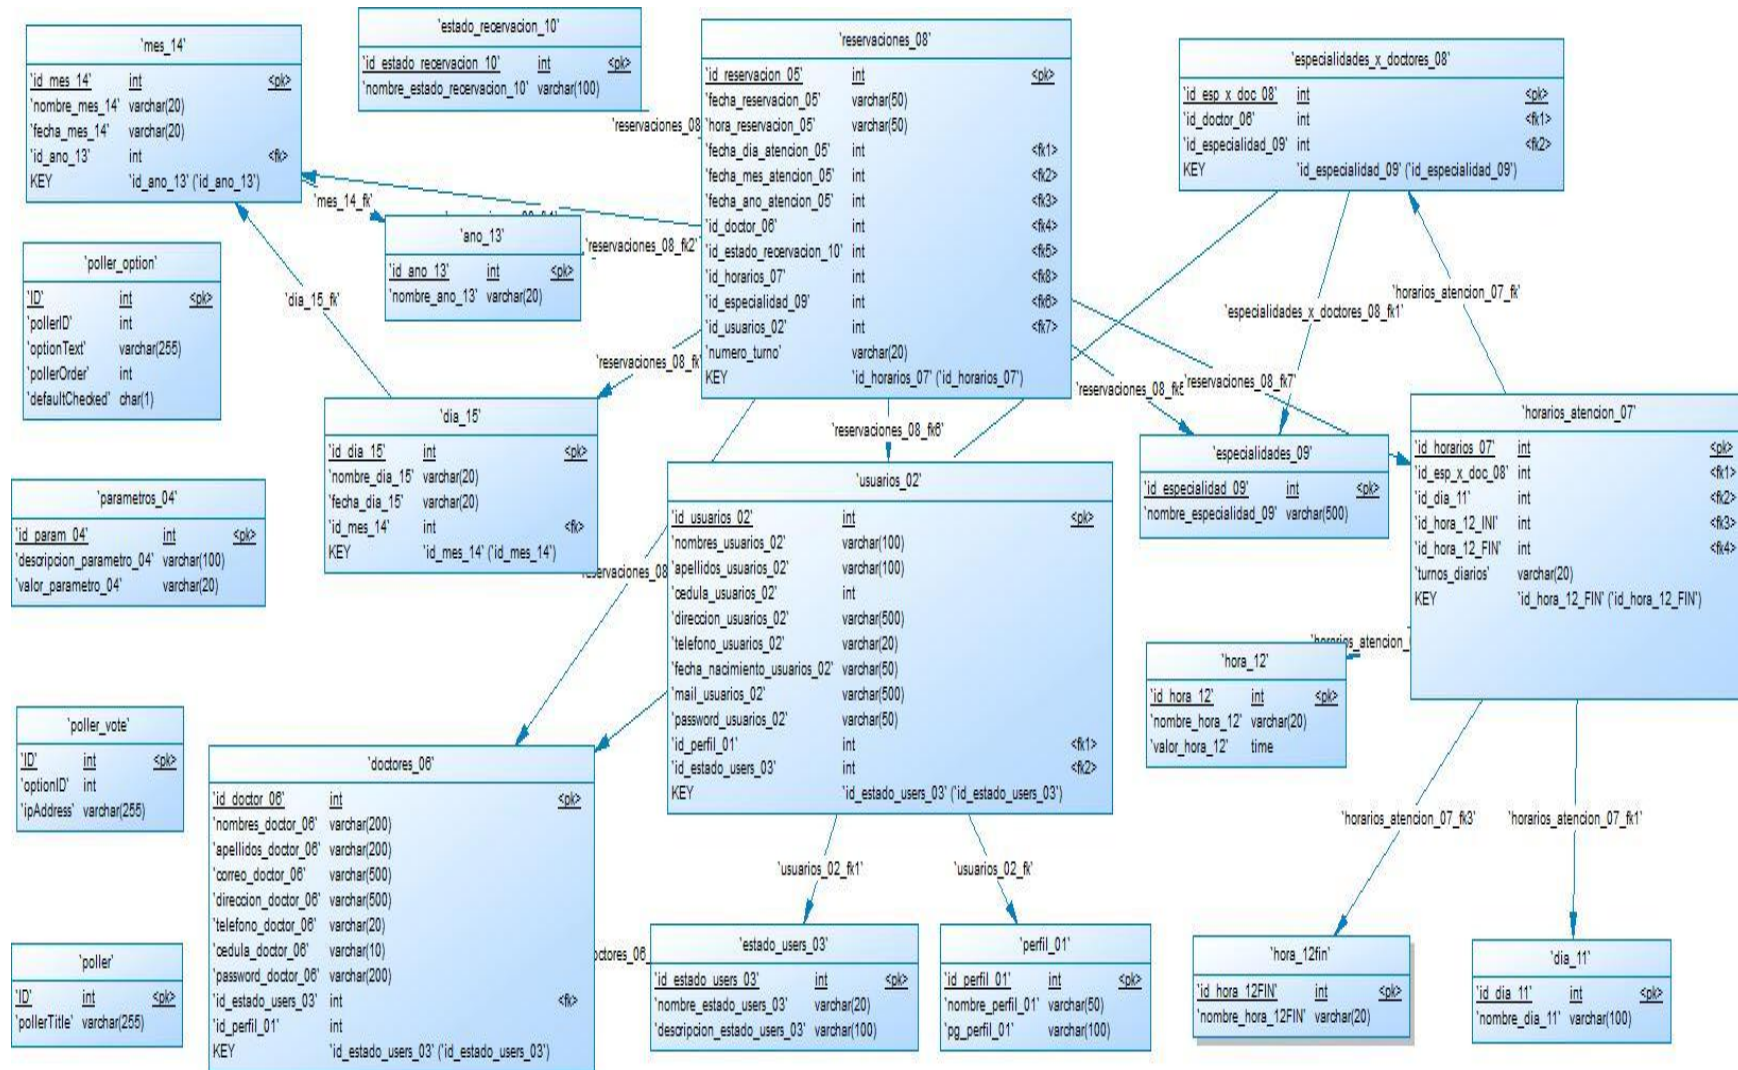 `mes_14`
`id_mes_14` int <pk>
`nombre_mes_14` varchar(20)
`fecha_mes_14` varchar(20)
`id_ano_13` int <fk>
KEY `id_ano_13` (`id_ano_13`)
`estado_recervacion_10`
`id_estado_recervacion_10` int <pk>
`nombre_estado_recervacion_10` varchar(100)
`reservaciones_08`
`id_reservacion_05` int <pk>
`fecha_reservacion_05` varchar(50)
`hora_reservacion_05` varchar(50)
`fecha_dia_atencion_05` int <fk1>
`fecha_mes_atencion_05` int <fk2>
`fecha_ano_atencion_05` int <fk3>
`id_doctor_06` int <fk4>
`id_estado_recervacion_10` int <fk5>
`id_horarios_07` int <fk8>
`id_especialidad_09` int <fk6>
`id_usuarios_02` int <fk7>
`numero_turno` varchar(20)
KEY `id_horarios_07` (`id_horarios_07`)
`especialidades_x_doctores_08`
`id_esp_x_doc_08` int <pk>
`id_doctor_06` int <fk1>
`id_especialidad_09` int <fk2>
KEY `id_especialidad_09` (`id_especialidad_09`)
`reservaciones_08
`mes_14_fk`
`ano_13`
`id_ano_13` int <pk>
`nombre_ano_13` varchar(20)
`reservaciones_08_fk2`
`poller_option`
`ID` int <pk>
`pollerID` int
`optionText` varchar(255)
`pollerOrder` int
`defaultChecked` char(1)
`dia_15_fk`
`horarios_atencion_07_fk`
`especialidades_x_doctores_08_fk1`
`reservaciones_08_fk
`reservaciones_08_fk7`
`reservaciones_08_fk5
`dia_15`
`id_dia_15` int <pk>
`nombre_dia_15` varchar(20)
`fecha_dia_15` varchar(20)
`id_mes_14` int <fk>
KEY `id_mes_14` (`id_mes_14`)
`reservaciones_08_fk6`
`especialidades_09`
`id_especialidad_09` int <pk>
`nombre_especialidad_09` varchar(500)
`horarios_atencion_07`
`id_horarios_07` int <pk>
`id_esp_x_doc_08` int <fk1>
`id_dia_11` int <fk2>
`id_hora_12_INI` int <fk3>
`id_hora_12_FIN` int <fk4>
`turnos_diarios` varchar(20)
KEY `id_hora_12_FIN` (`id_hora_12_FIN`)
`parametros_04`
`id_param_04` int <pk>
`descripcion_parametro_04` varchar(100)
`valor_parametro_04` varchar(20)
`usuarios_02`
`id_usuarios_02` int <pk>
`nombres_usuarios_02` varchar(100)
`apellidos_usuarios_02` varchar(100)
`cedula_usuarios_02` int
`direccion_usuarios_02` varchar(500)
`telefono_usuarios_02` varchar(20)
`fecha_nacimiento_usuarios_02` varchar(50)
`mail_usuarios_02` varchar(500)
`password_usuarios_02` varchar(50)
`id_perfil_01` int <fk1>
`id_estado_users_03` int <fk2>
KEY `id_estado_users_03` (`id_estado_users_03`)
eservaciones_08
`hora_12`
`id_hora_12` int <pk>
`nombre_hora_12` varchar(20)
`valor_hora_12` time
`poller_vote`
`ID` int <pk>
`optionID` int
`ipAddress` varchar(255)
`doctores_06`
`id_doctor_06` int <pk>
`nombres_doctor_06` varchar(200)
`apellidos_doctor_06` varchar(200)
`correo_doctor_06` varchar(500)
`direccion_doctor_06` varchar(500)
`telefono_doctor_06` varchar(20)
`cedula_doctor_06` varchar(10)
`password_doctor_06` varchar(200)
`id_estado_users_03` int <fk>
`id_perfil_01` int
KEY `id_estado_users_03` (`id_estado_users_03`)
`horarios_atencion_07_fk3`
`horarios_atencion_07_fk1`
`usuarios_02_fk1`
`usuarios_02_fk`
`poller`
`ID` int <pk>
`pollerTitle` varchar(255)
octores_06_
`estado_users_03`
`id_estado_users_03` int <pk>
`nombre_estado_users_03` varchar(20)
`descripcion_estado_users_03` varchar(100)
`perfil_01`
`id_perfil_01` int <pk>
`nombre_perfil_01` varchar(50)
`pg_perfil_01` varchar(100)
`hora_12fin`
`id_hora_12FIN` int <pk>
`nombre_hora_12FIN` varchar(20)
`dia_11`
`id_dia_11` int <pk>
`nombre_dia_11` varchar(100)